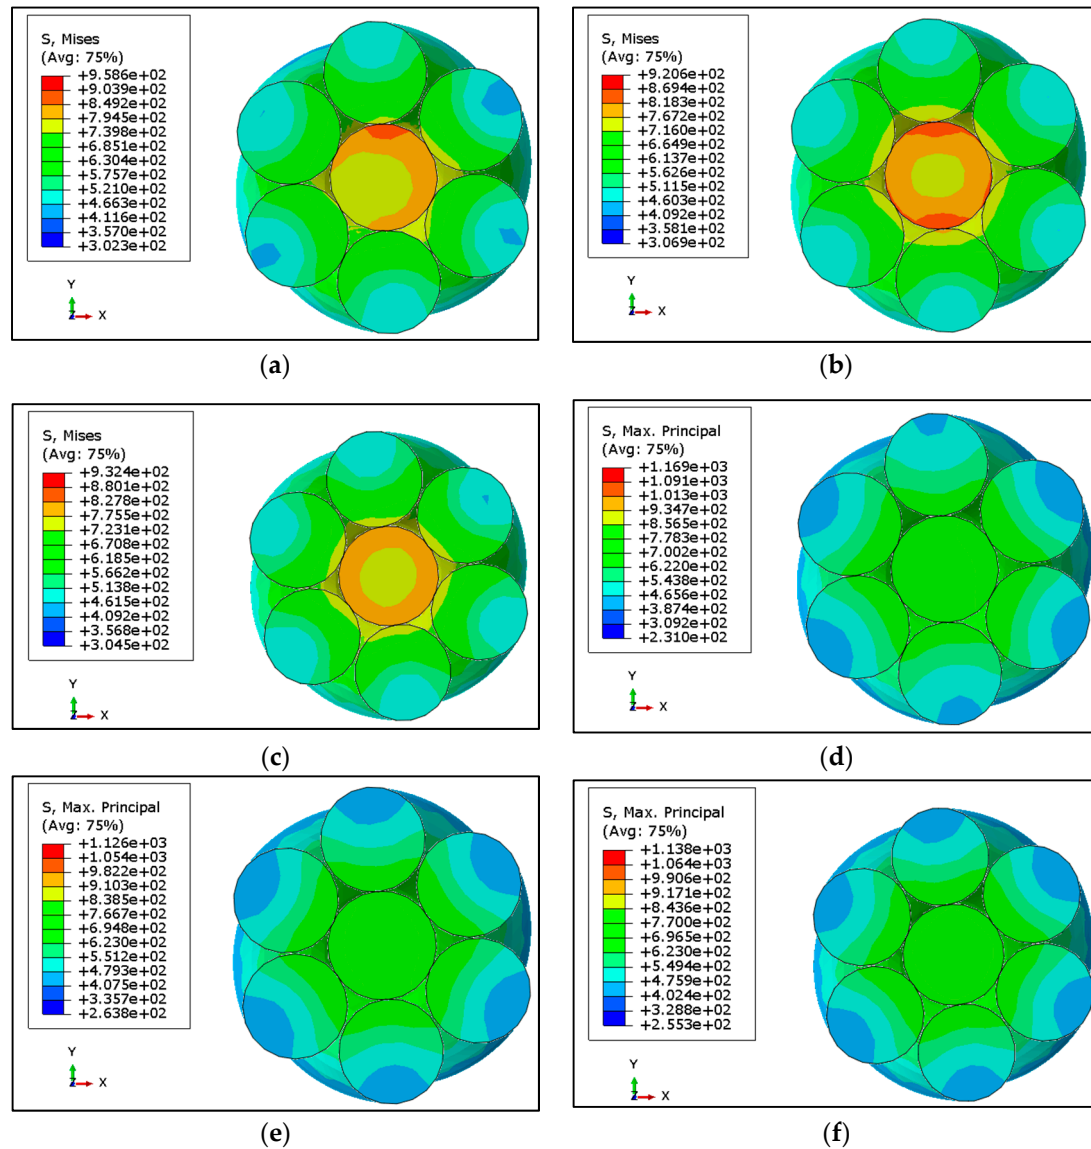 S, Mises
(Avg: 75%)
+9.586e+02
+9.039e+02
+8.492e+02
+7.945e+02
+7.398e+02
+6.851e+02
+6.304e+02
+5.757e+02
+5.210e+02
+4.663e+02
+4.116e+02
+3.570e+02
+3.023e+02
Y
Z X
(a)
S, Mises
(Avg: 75%)
+9.206e+02
+8.694e+02
+8.183e+02
+7.672e+02
+7.160e+02
+6.649e+02
+6.137e+02
+5.626e+02
+5.115e+02
+4.603e+02
+4.092e+02
+3.581e+02
+3.069e+02
Y
Z X
(b)
S, Mises
(Avg: 75%)
+9.324e+02
+8.801e+02
+8.278e+02
+7.755e+02
+7.231e+02
+6.708e+02
+6.185e+02
+5.662e+02
+5.138e+02
+4.615e+02
+4.092e+02
+3.568e+02
+3.045e+02
Y
Z X
(c)
S, Max. Principal
(Avg: 75%)
+1.169e+03
+1.091e+03
+1.013e+03
+9.347e+02
+8.565e+02
+7.783e+02
+7.002e+02
+6.220e+02
+5.438e+02
+4.656e+02
+3.874e+02
+3.092e+02
+2.310e+02
Y
Z X
(d)
S, Max. Principal
(Avg: 75%)
+1.126e+03
+1.054e+03
+9.822e+02
+9.103e+02
+8.385e+02
+7.667e+02
+6.948e+02
+6.230e+02
+5.512e+02
+4.793e+02
+4.075e+02
+3.357e+02
+2.638e+02
Y
Z X
(e)
S, Max. Principal
(Avg: 75%)
+1.138e+03
+1.064e+03
+9.906e+02
+9.171e+02
+8.436e+02
+7.700e+02
+6.965e+02
+6.230e+02
+5.494e+02
+4.759e+02
+4.024e+02
+3.288e+02
+2.553e+02
Y
Z X
(f)